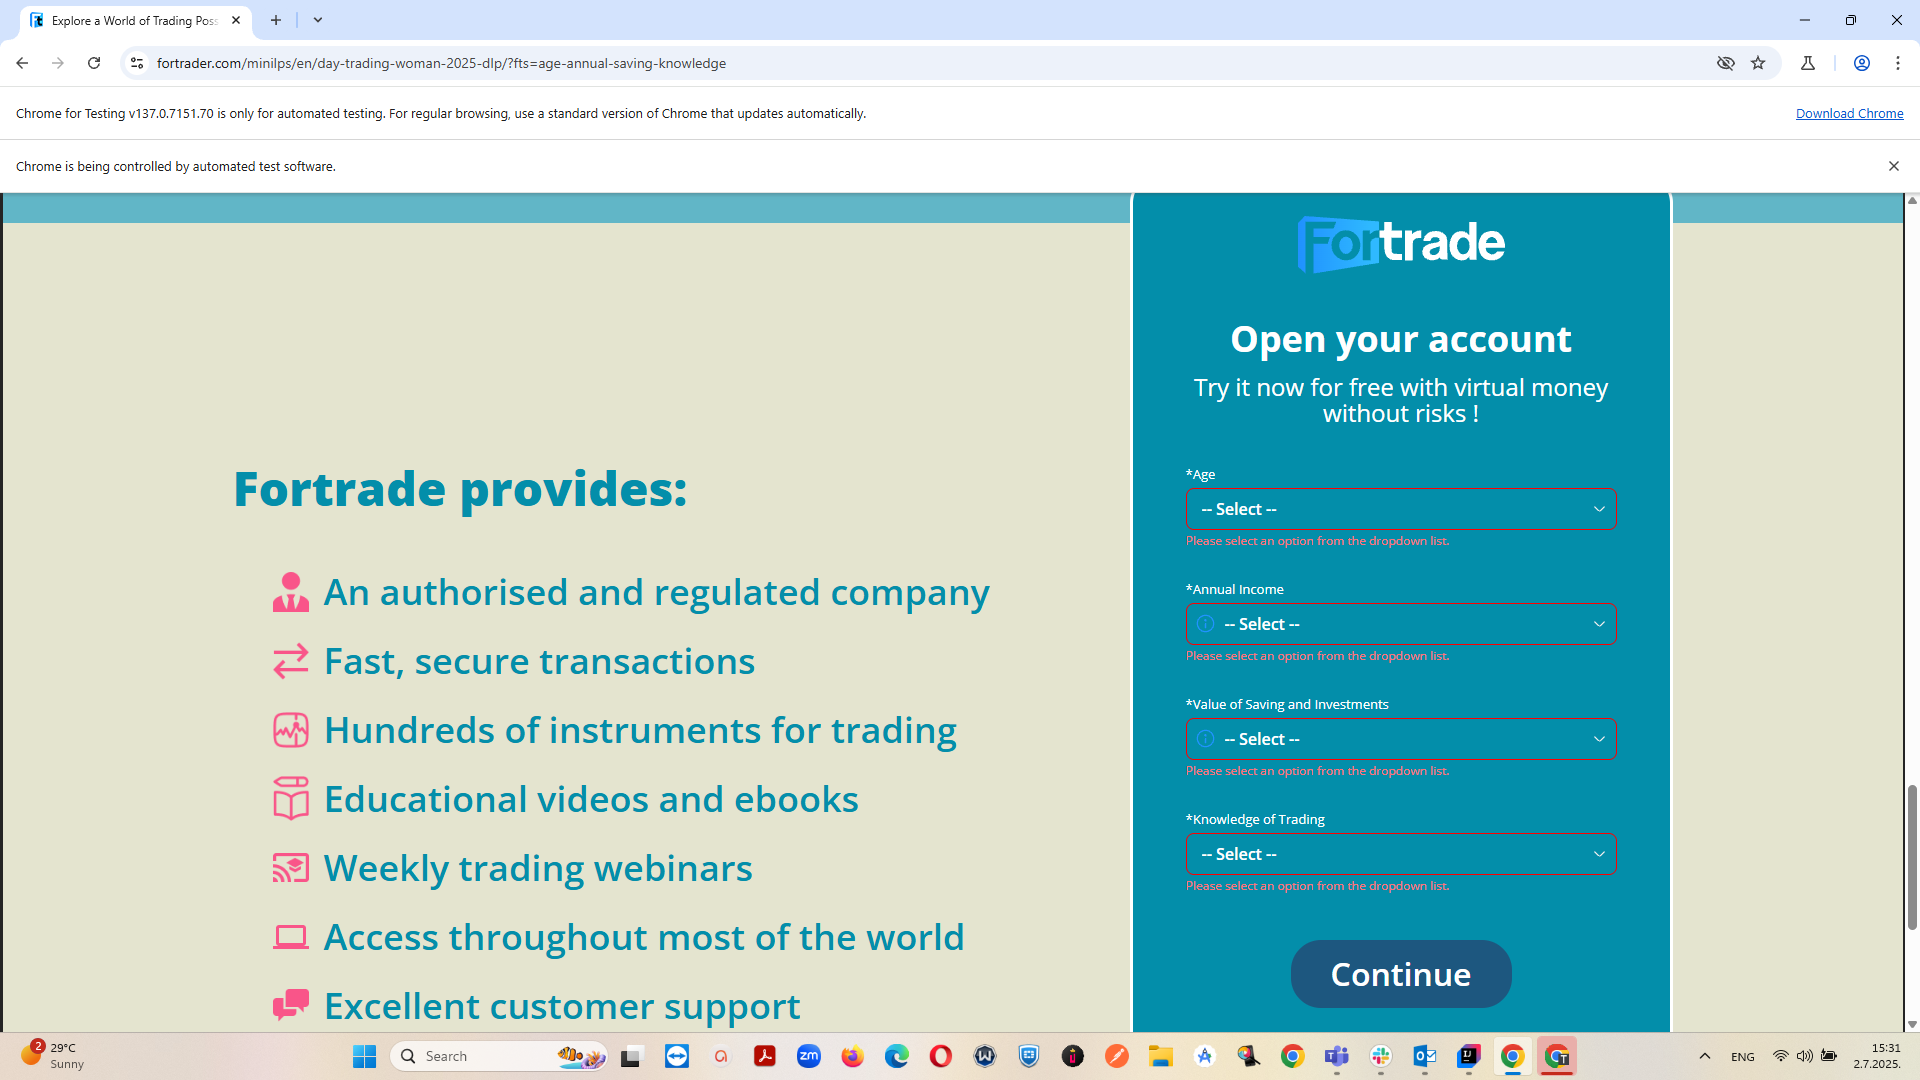 Explore a World of Trading Poss
fortrader.com/minilps/en/day-trading-woman-2025-dlp/?fts=age-annual-saving-knowledge
Chrome for Testing v137.0.7151.70 is only for automated testing. For regular browsing, use a standard version of Chrome that updates automatically.
Download Chrome
Chrome is being controlled by automated test software.
Fortrade
Open your account
Try it now for free with virtual money
without risks !
*Age
-- Select --
Please select an option from the dropdown list.
*Annual Income
-- Select --
Please select an option from the dropdown list.
*Value of Saving and Investments
-- Select --
Please select an option from the dropdown list.
*Knowledge of Trading
-- Select --
Please select an option from the dropdown list.
Continue
Fortrade provides:
An authorised and regulated company
Fast, secure transactions
Hundreds of instruments for trading
Educational videos and ebooks
Weekly trading webinars
Access throughout most of the world
Excellent customer support
2
29°C
Sunny
Search
zm
ENG
15:31
2.7.2025.